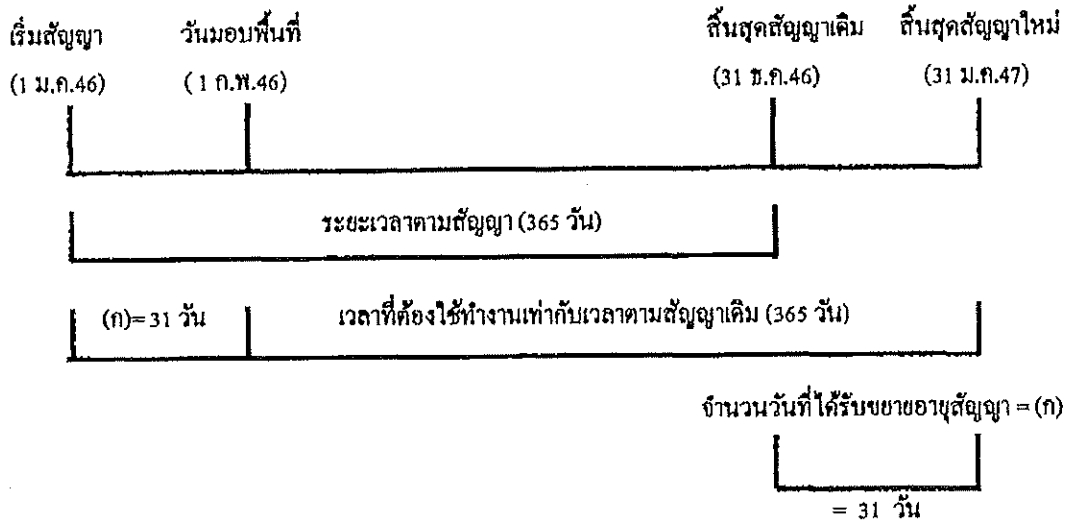 เริ่มสัญญา วันมอบพื้นที่ สิ้นสุดสัญญาเดิม สิ้นสุดสัญญาใหม่
(1 ม.ค.46) ( 1 ก.พ.46) (31 ธ.ค.46) (31 ม.ค.47)
ระยะเวลาตามสัญญา (365 วัน)
(ก)= 31 วัน เวลาที่ต้องใช้ทำงานเท่ากับเวลาตามสัญญาเดิม (365 วัน)
จำนวนวันที่ได้รับขยายอายุสัญญา = (ก)
= 31 วัน